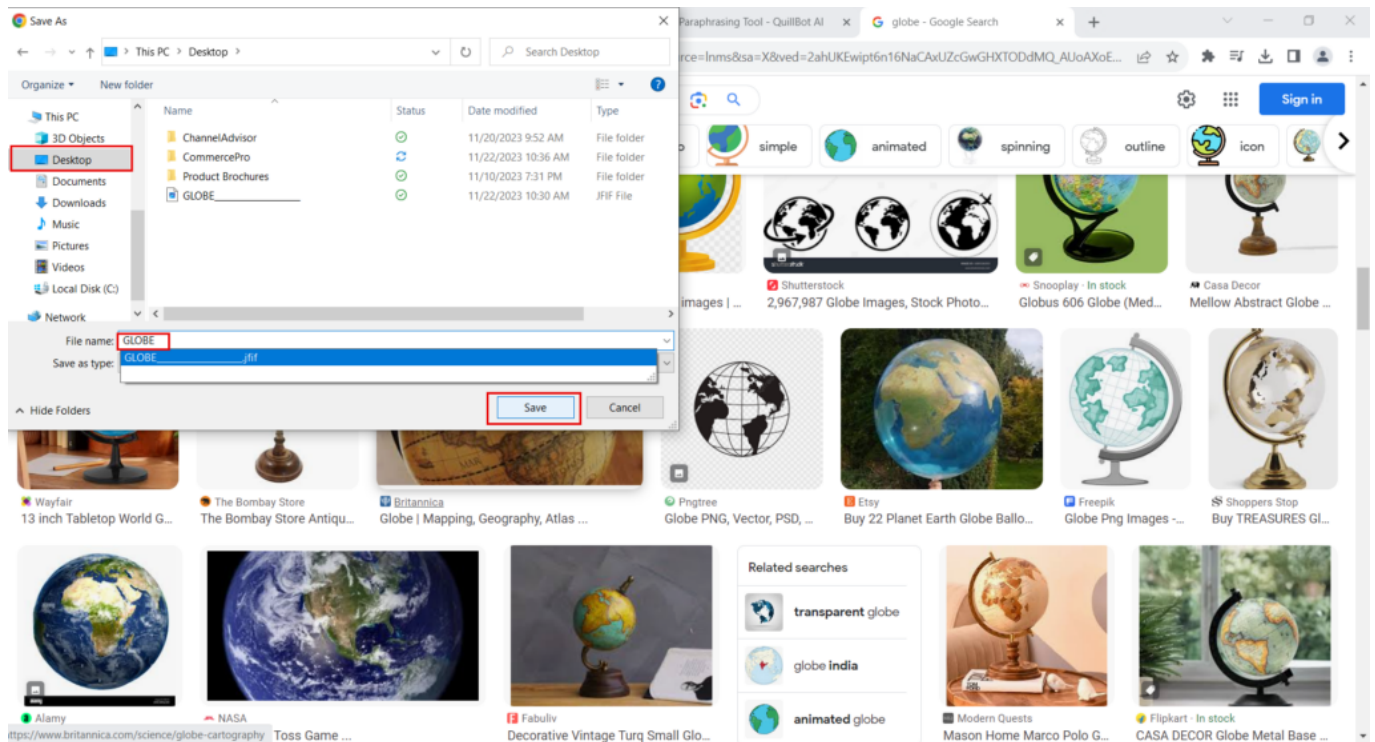 Save As
This PC > Desktop >
Search Desktop
Organize
New folder
Name
Status
Date modified
Type
This PC
3D Objects
Desktop
Documents
Downloads
Music
Pictures
Videos
Local Disk (C:)
Network
ChannelAdvisor
11/20/2023 9:52 AM
File folder
CommercePro
11/22/2023 10:36 AM
File folder
Product Brochures
11/10/2023 7:31 PM
File folder
GLOBE_______________
11/22/2023 10:30 AM
JFIF File
File name: GLOBE
GLOBE_______________.jfif
Save as type:
Hide Folders
Save
Cancel
Paraphrasing Tool - QuillBot AI
globe - Google Search
rce=lnms&sa=X&ved=2ahUKEwipt6n16NaCAxUZcGwGHXTODdMQ_AUoAXoE...
Sign in
simple
animated
spinning
outline
icon
images | ...
Shutterstock
2,967,987 Globe Images, Stock Photo...
Snooplay · In stock
Globus 606 Globe (Med...
Casa Decor
Mellow Abstract Globe ...
Wayfair
13 inch Tabletop World G...
The Bombay Store
The Bombay Store Antiqu...
Britannica
Globe | Mapping, Geography, Atlas ...
Pngtree
Globe PNG, Vector, PSD, ...
Etsy
Buy 22 Planet Earth Globe Ballo...
Freepik
Globe Png Images -...
Shoppers Stop
Buy TREASURES Gl...
Related searches
transparent globe
globe india
animated globe
Alamy
NASA
Toss Game ...
Fabuliv
Decorative Vintage Turq Small Glo...
Modern Quests
Mason Home Marco Polo G...
Flipkart · In stock
CASA DECOR Globe Metal Base ...
ttps://www.britannica.com/science/globe-cartography